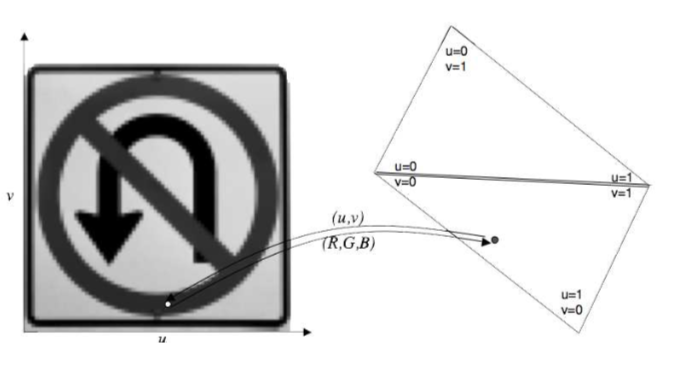 v
u
(u,v)
(R,G,B)
u=0
v=1
u=0
v=0
u=1
v=1
u=1
v=0